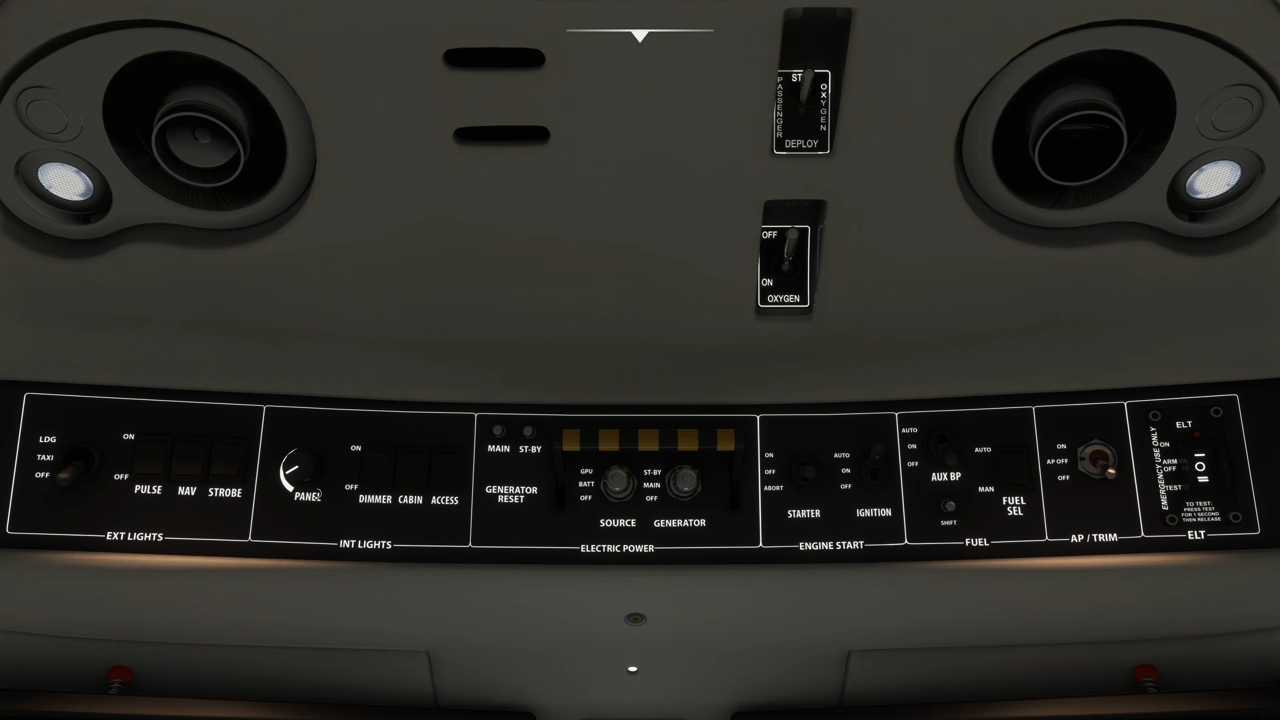 ST
PASSENGER
OXYGEN
DEPLOY
OFF
ON
OXYGEN
LDG
TAXI
OFF
ON
OFF
PULSE
NAV
STROBE
EXT LIGHTS
PANEL
ON
OFF
DIMMER
CABIN
ACCESS
INT LIGHTS
MAIN
ST-BY
GENERATOR
RESET
GPU
BATT
OFF
SOURCE
ST-BY
MAIN
OFF
GENERATOR
ELECTRIC POWER
ON
OFF
ABORT
STARTER
AUTO
ON
OFF
IGNITION
ENGINE START
AUTO
ON
OFF
AUX BP
SHIFT
AUTO
MAN
FUEL
SEL
FUEL
ON
AP OFF
OFF
AP / TRIM
EMERGENCY USE ONLY
ELT
ON
ARM
OFF
TEST
TO TEST:
PRESS TEST
FOR 1 SECOND
THEN RELEASE
ELT